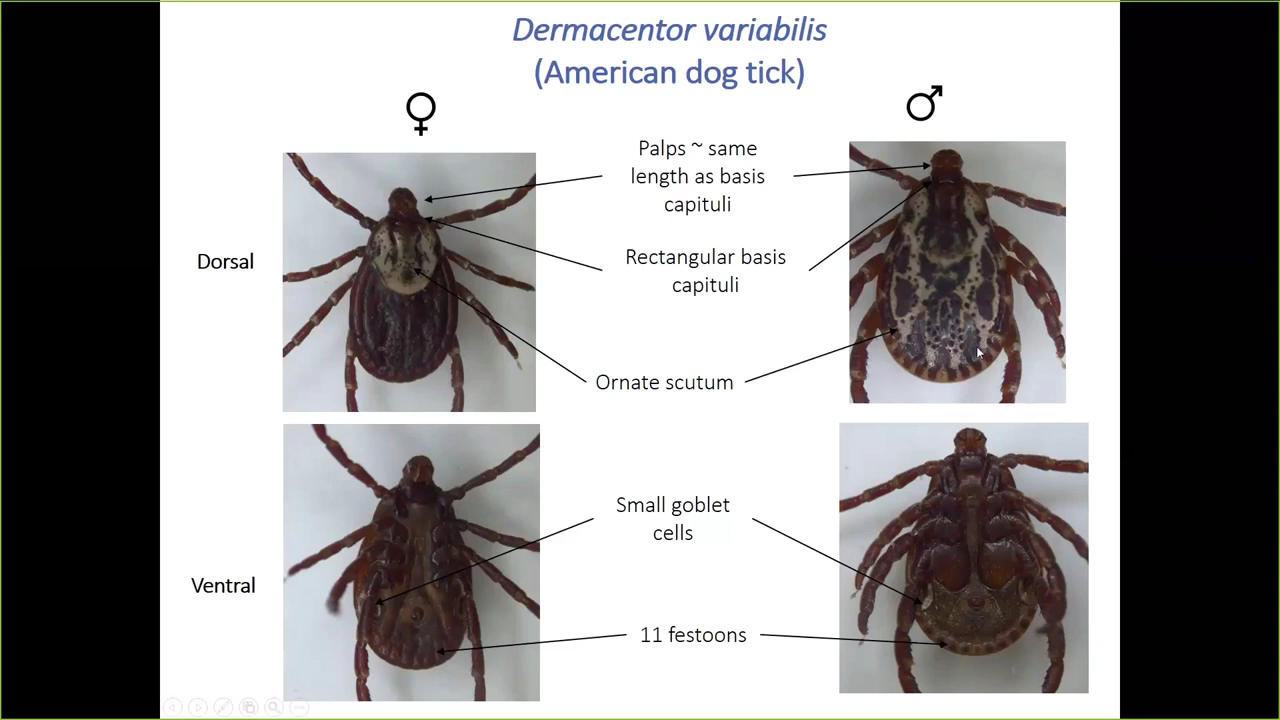 Dermacentor variabilis
(American dog tick)
♀
♂
Palps ~ same
length as basis
capituli
Rectangular basis
capituli
Dorsal
Ornate scutum
Small goblet
cells
Ventral
11 festoons